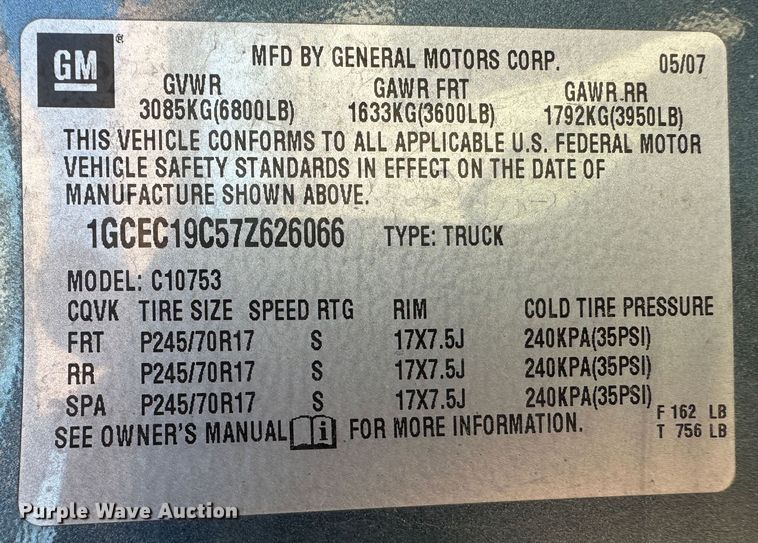 GM ® MFD BY GENERAL MOTORS CORP. 05/07
GVWR GAWR FRT GAWR RR
3085KG(6800LB) 1633KG(3600LB) 1792KG(3950LB)
THIS VEHICLE CONFORMS TO ALL APPLICABLE U.S. FEDERAL MOTOR
VEHICLE SAFETY STANDARDS IN EFFECT ON THE DATE OF
MANUFACTURE SHOWN ABOVE.
1GCEC19C57Z626066 TYPE: TRUCK
MODEL: C10753
CQVK TIRE SIZE SPEED RTG RIM COLD TIRE PRESSURE
FRT P245/70R17 S 17X7.5J 240KPA(35PSI)
RR P245/70R17 S 17X7.5J 240KPA(35PSI)
SPA P245/70R17 S 17X7.5J 240KPA(35PSI)
SEE OWNER'S MANUAL i FOR MORE INFORMATION.
F 162 LB
T 756 LB
Purple Wave Auction